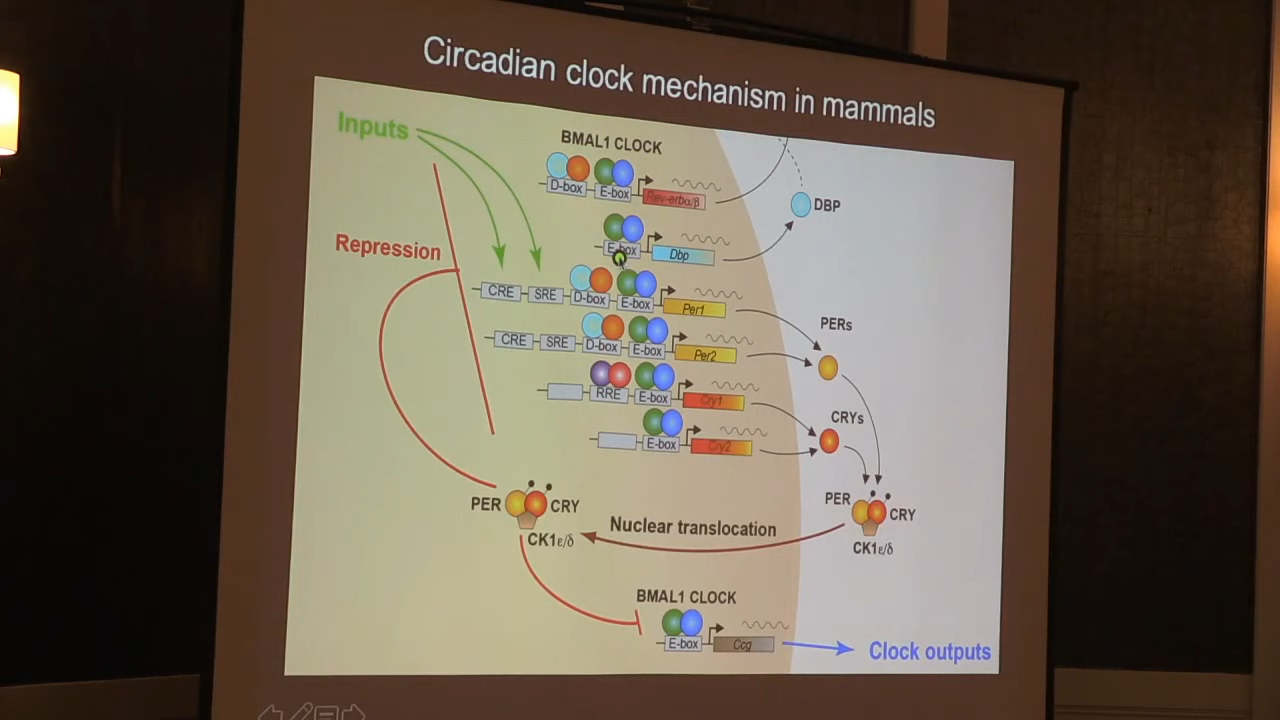 Circadian clock mechanism in mammals
Inputs
BMAL1 CLOCK
D-box E-box Rev-erbα/β
DBP
E-box Dbp
Repression
CRE SRE D-box E-box Per1
PERs
CRE SRE D-box E-box Per2
RRE E-box Cry1
CRYs
E-box Cry2
PER CRY
CK1ε/δ
Nuclear translocation
PER CRY
CK1ε/δ
BMAL1 CLOCK
E-box Ccg
Clock outputs